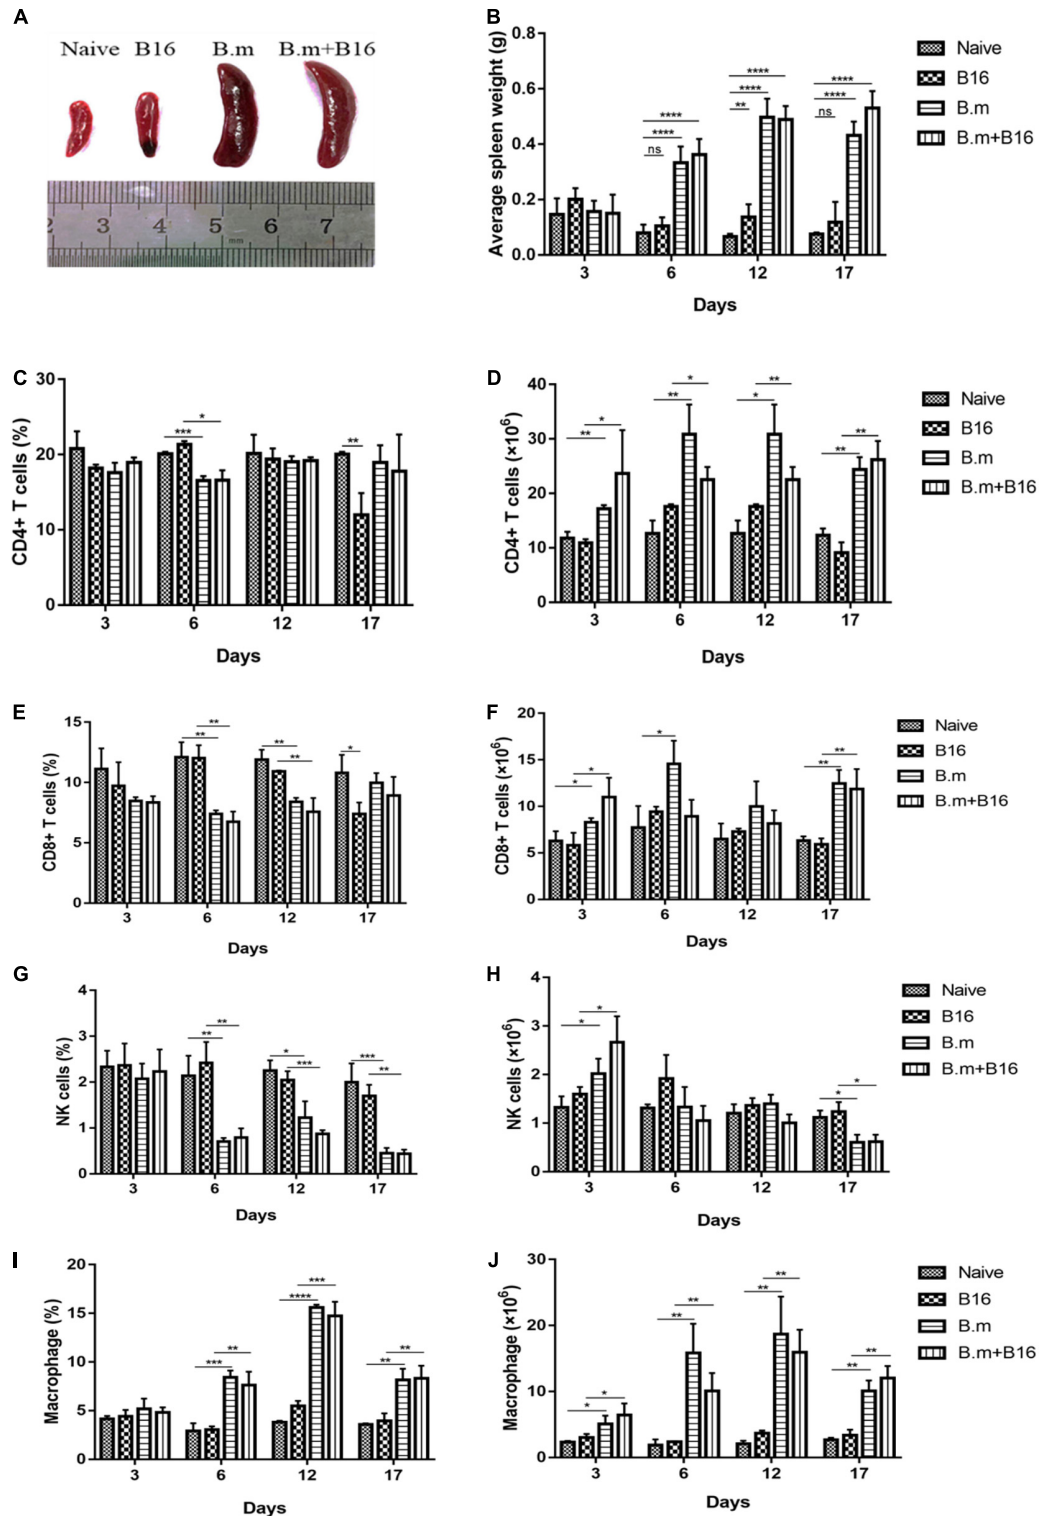 A
Naive B16 B.m B.m+B16
2 3 4 5 6 7
mm
B
Average spleen weight (g)
0.8
0.6
0.4
0.2
0.0
ns **** ****
** **** ****
ns **** ****
3 6 12 17
Days
Naive
B16
B.m
B.m+B16
C
CD4+ T cells (%)
30
20
10
0
*** *
**
3 6 12 17
Days
D
CD4+ T cells (×10⁶)
40
30
20
10
0
** *
** *
* **
** **
3 6 12 17
Days
Naive
B16
B.m
B.m+B16
E
CD8+ T cells (%)
15
10
5
0
** **
** **
*
3 6 12 17
Days
F
CD8+ T cells (×10⁶)
20
15
10
5
0
* *
*
** **
3 6 12 17
Days
Naive
B16
B.m
B.m+B16
G
NK cells (%)
4
3
2
1
0
** **
* ***
*** **
3 6 12 17
Days
H
NK cells (×10⁶)
4
3
2
1
0
* *
* *
3 6 12 17
Days
Naive
B16
B.m
B.m+B16
I
Macrophage (%)
20
15
10
5
0
*** **
**** ***
** **
3 6 12 17
Days
J
Macrophage (×10⁶)
30
20
10
0
* *
** **
** **
** **
3 6 12 17
Days
Naive
B16
B.m
B.m+B16